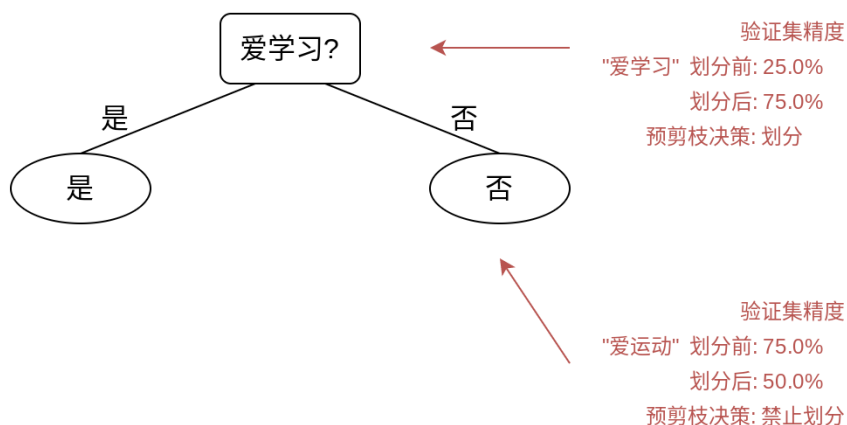 爱学习?
验证集精度
"爱学习" 划分前: 25.0%
划分后: 75.0%
预剪枝决策: 划分
是
否
是
否
验证集精度
"爱运动" 划分前: 75.0%
划分后: 50.0%
预剪枝决策: 禁止划分